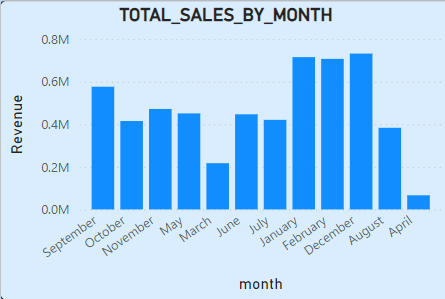 TOTAL_SALES_BY_MONTH
0.8M
0.6M
0.4M
0.2M
0.0M
Revenue
September
October
November
May
March
June
July
January
February
December
August
April
month